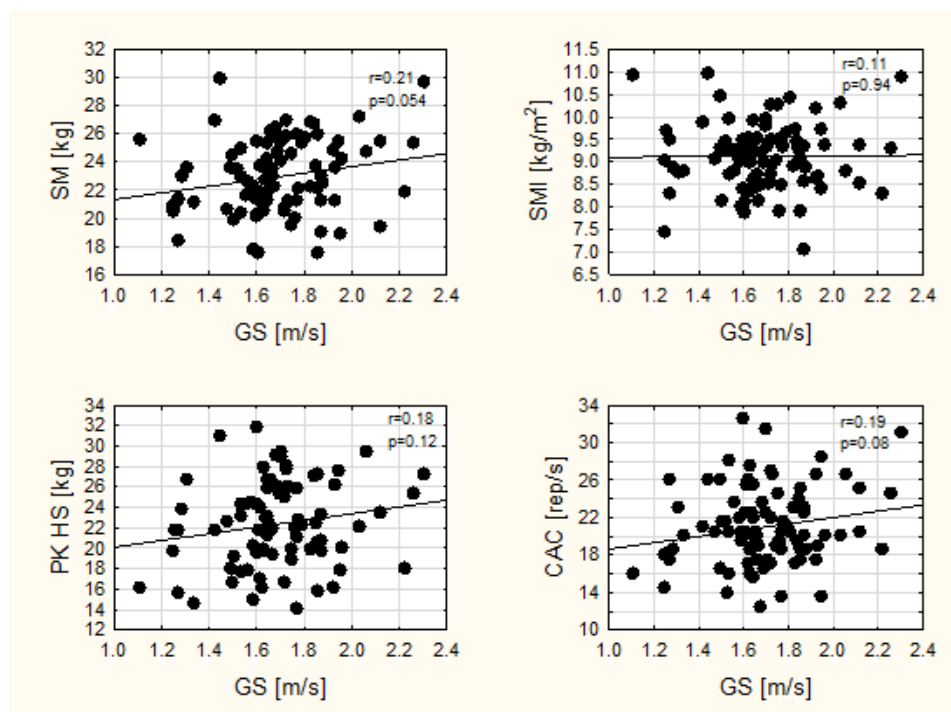 32
30
28
26
24
22
20
18
16
SM [kg]
r=0.21
p=0.054
1.0 1.2 1.4 1.6 1.8 2.0 2.2 2.4
GS [m/s]
11.5
11.0
10.5
10.0
9.5
9.0
8.5
8.0
7.5
7.0
6.5
SMI [kg/m²]
r=0.11
p=0.94
1.0 1.2 1.4 1.6 1.8 2.0 2.2 2.4
GS [m/s]
34
32
30
28
26
24
22
20
18
16
14
12
PK HS [kg]
r=0.18
p=0.12
1.0 1.2 1.4 1.6 1.8 2.0 2.2 2.4
GS [m/s]
34
30
26
22
18
14
10
CAC [rep/s]
r=0.19
p=0.08
1.0 1.2 1.4 1.6 1.8 2.0 2.2 2.4
GS [m/s]